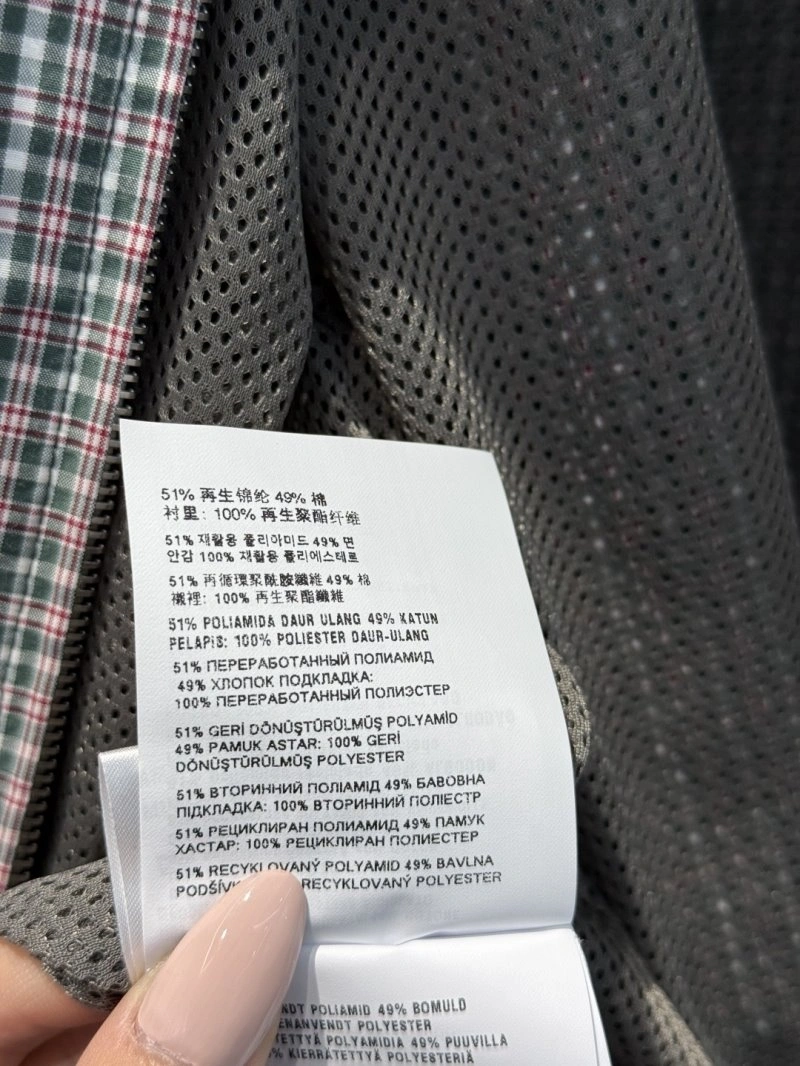 51% 再生锦纶 49% 棉
衬里: 100% 再生聚酯纤维
51% 재활용 폴리아미드 49% 면
안감 100% 재활용 폴리에스테르
51% 再循環聚酰胺纖維 49% 棉
襯裡: 100% 再生聚酯纖維
51% POLIAMIDA DAUR ULANG 49% KATUN
PELAPIS: 100% POLIESTER DAUR-ULANG
51% ПЕРЕРАБОТАННЫЙ ПОЛИАМИД
49% ХЛОПОК ПОДКЛАДКА:
100% ПЕРЕРАБОТАННЫЙ ПОЛИЭСТЕР
51% GERİ DÖNÜŞTÜRÜLMÜŞ POLYAMİD
49% PAMUK ASTAR: 100% GERİ
DÖNÜŞTÜRÜLMÜŞ POLYESTER
51% ВТОРИННИЙ ПОЛІАМІД 49% БАВОВНА
ПІДКЛАДКА: 100% ВТОРИННИЙ ПОЛІЕСТР
51% РЕЦИКЛИРАН ПОЛИАМИД 49% ПАМУК
ХАСТАР: 100% РЕЦИКЛИРАН ПОЛИЕСТЕР
51% RECYKLOVANÝ POLYAMID 49% BAVLNA
RECYKLOVANÝ POLYESTER
POLIAMID 49% BOMULD
POLYESTER
POLYAMIDIA 49% PUUVILLA
KIERRÄTETTYÄ POLYESTERIÄ